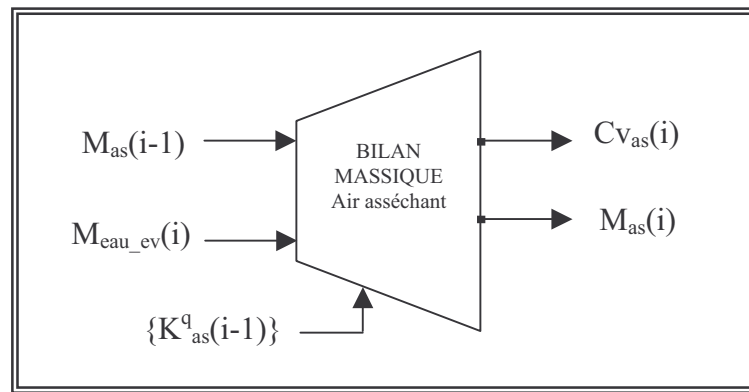 M_as(i-1)
M_eau_ev(i)
{K^q_as(i-1)}
BILAN
MASSIQUE
Air asséchant
Cv_as(i)
M_as(i)